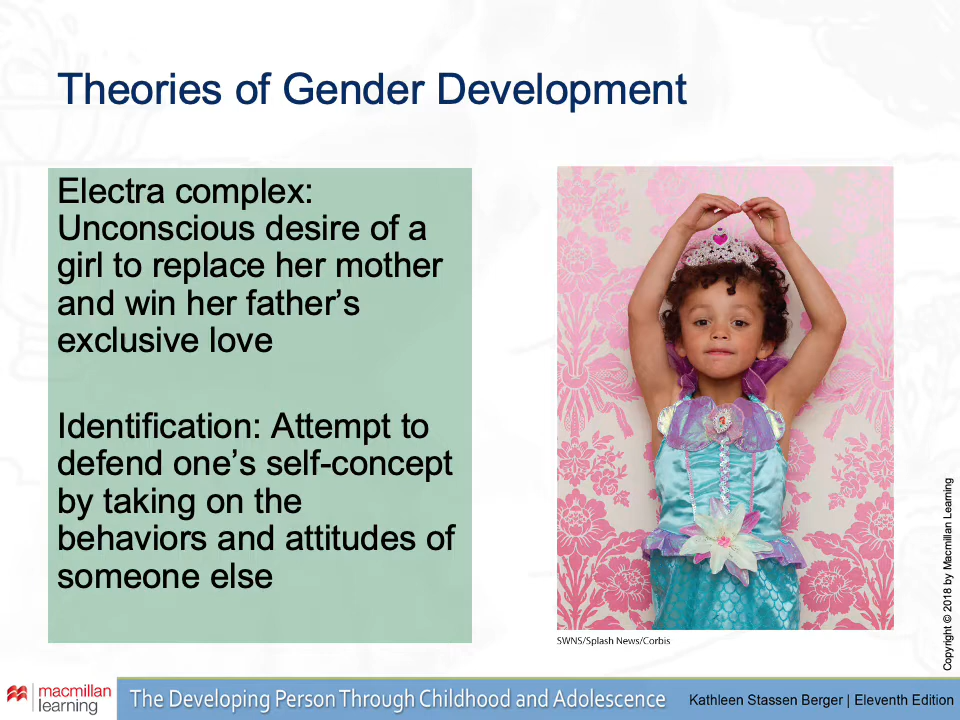 Theories of Gender Development
Electra complex:
Unconscious desire of a
girl to replace her mother
and win her father’s
exclusive love
Identification: Attempt to
defend one’s self-concept
by taking on the
behaviors and attitudes of
someone else
SWNS/Splash News/Corbis
Copyright © 2018 by Macmillan Learning
macmillan
learning
The Developing Person Through Childhood and Adolescence
Kathleen Stassen Berger | Eleventh Edition